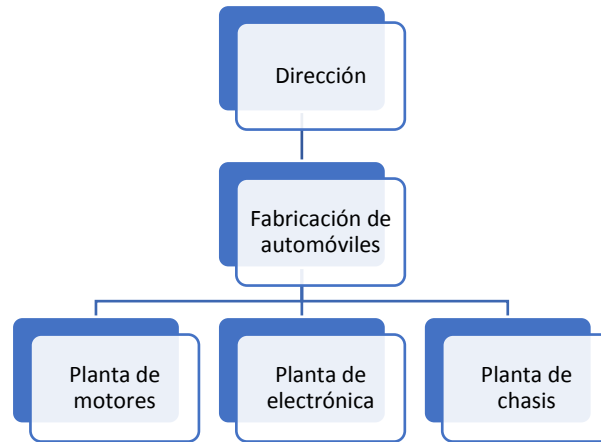 Dirección
Fabricación de
automóviles
Planta de
motores
Planta de
electrónica
Planta de
chasis